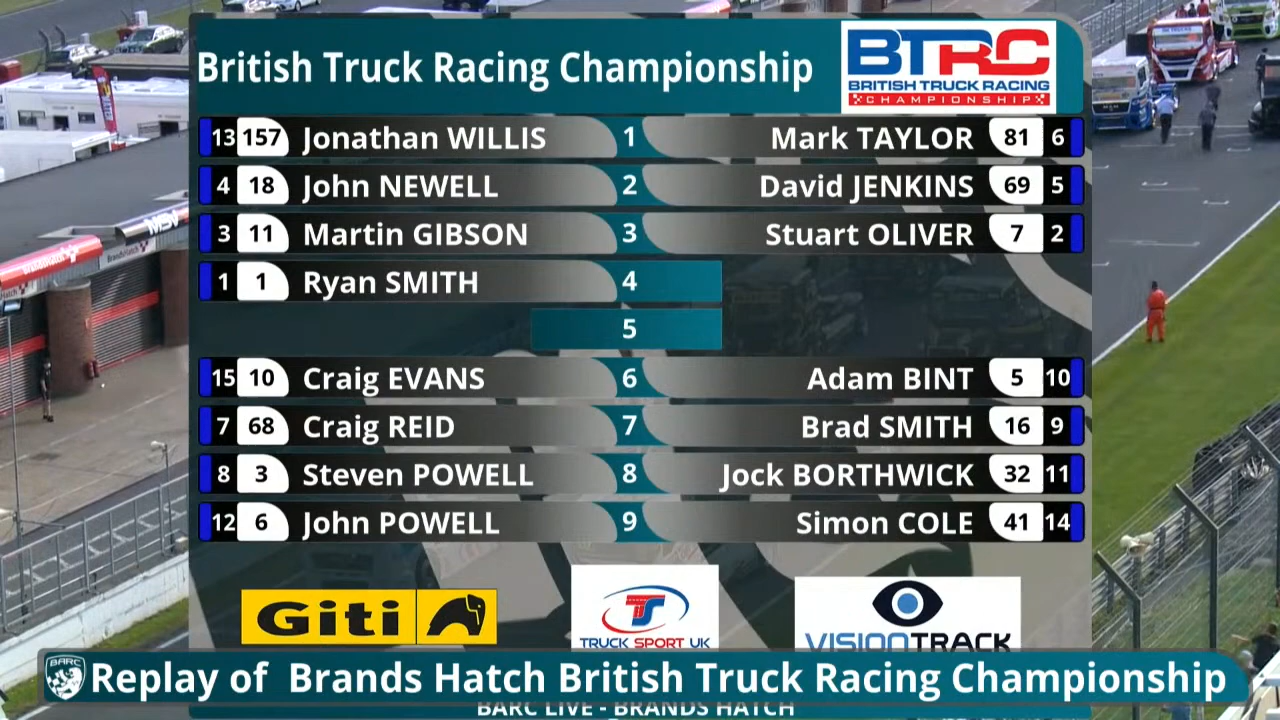 British Truck Racing Championship
BTRC
BRITISH TRUCK RACING
CHAMPIONSHIP
13 157 Jonathan WILLIS 1 Mark TAYLOR 81 6
4 18 John NEWELL 2 David JENKINS 69 5
3 11 Martin GIBSON 3 Stuart OLIVER 7 2
1 1 Ryan SMITH 4
5
15 10 Craig EVANS 6 Adam BINT 5 10
7 68 Craig REID 7 Brad SMITH 16 9
8 3 Steven POWELL 8 Jock BORTHWICK 32 11
12 6 John POWELL 9 Simon COLE 41 14
MSV
BrandsHatch
Giti
TS
TRUCK SPORT UK
VISIONTRACK
BARC
Replay of Brands Hatch British Truck Racing Championship
BARC LIVE - BRANDS HATCH